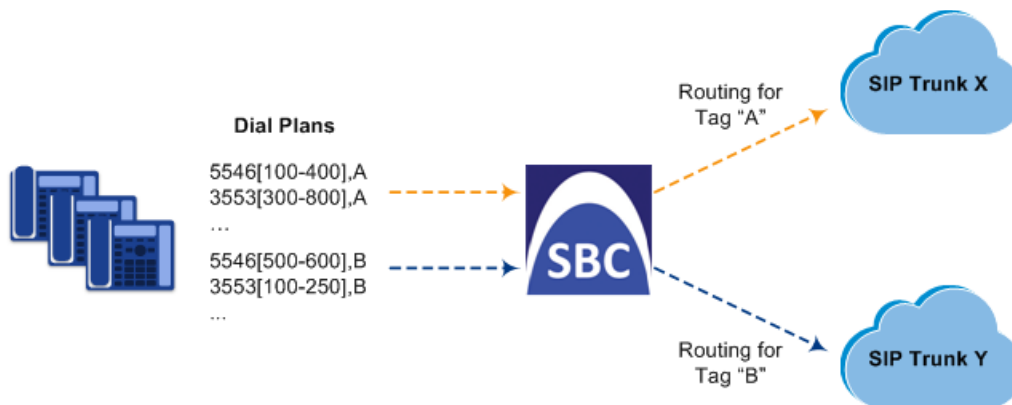 Dial Plans
5546[100-400],A
3553[300-800],A
...
5546[500-600],B
3553[100-250],B
...
SBC
Routing for
Tag “A”
SIP Trunk X
Routing for
Tag “B”
SIP Trunk Y